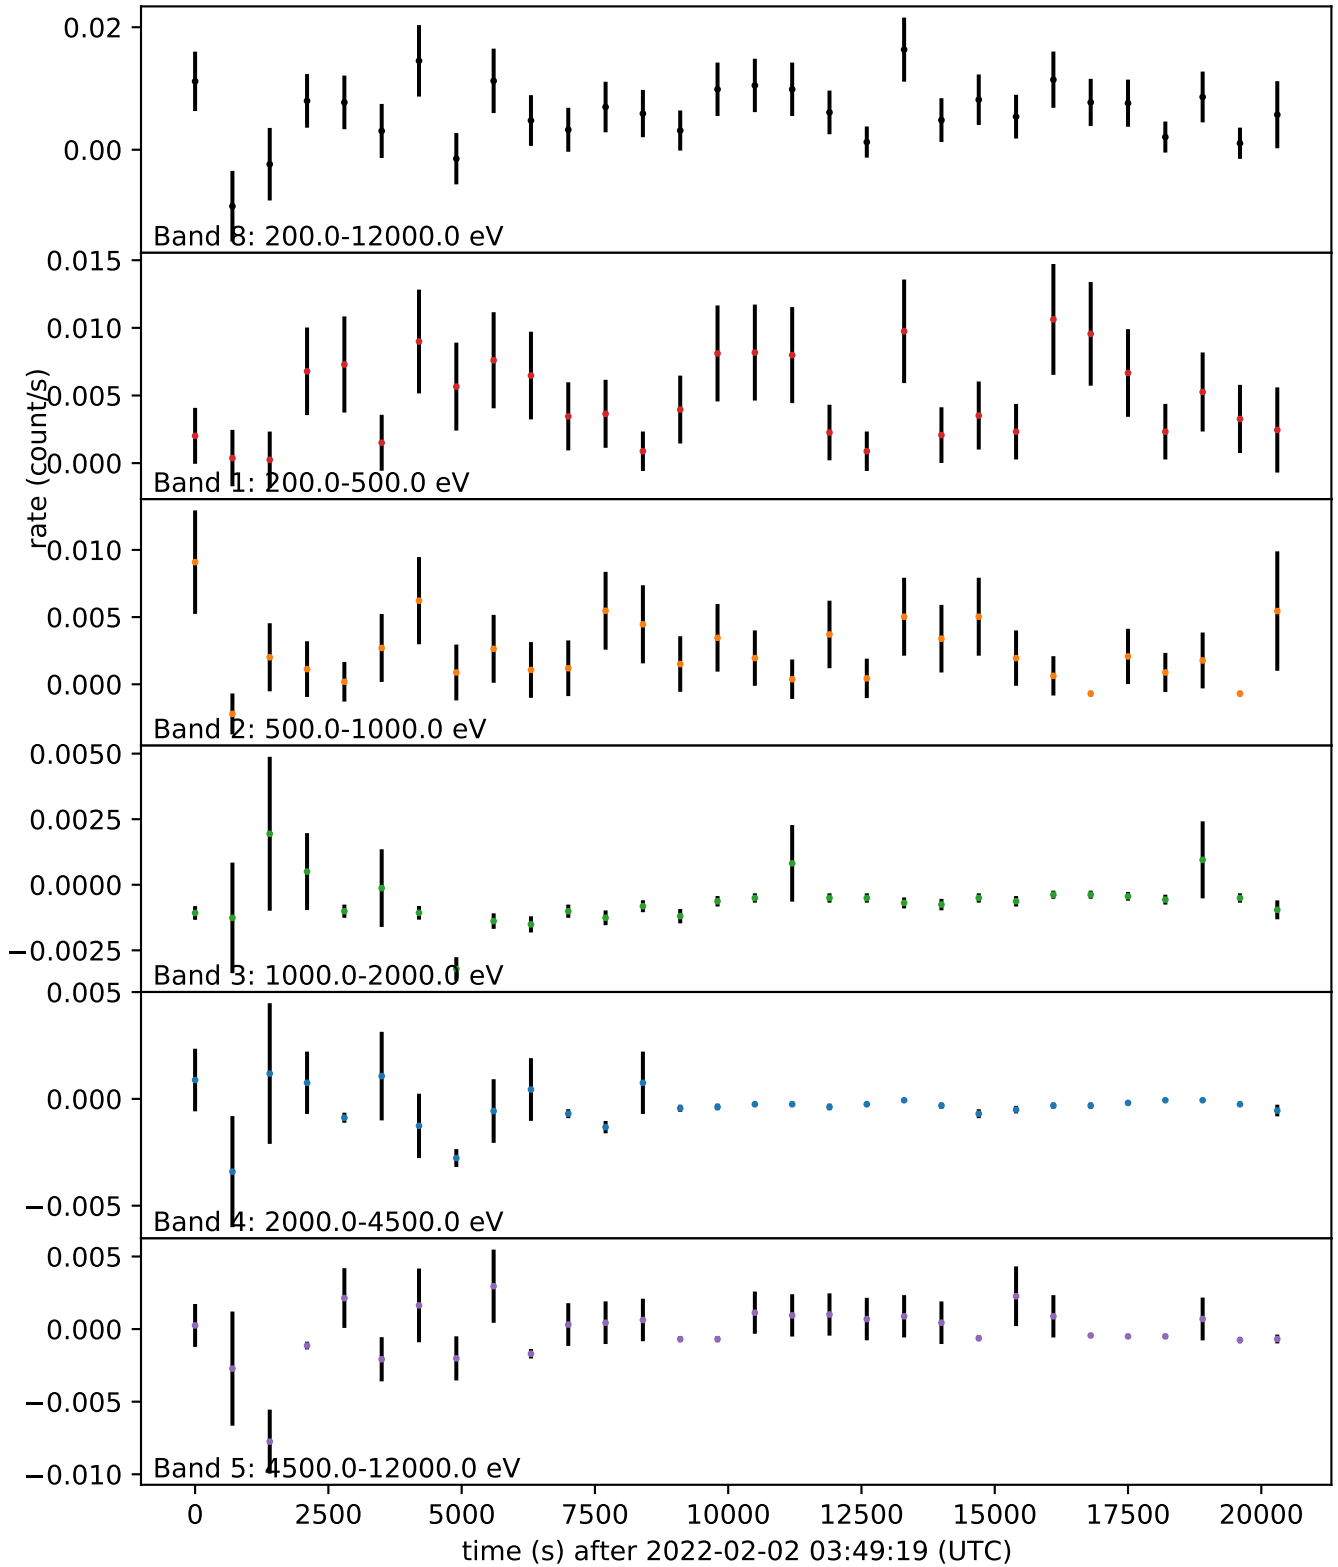 0.02
0.00
Band 8: 200.0-12000.0 eV
0.015
0.010
0.005
0.000
Band 1: 200.0-500.0 eV
rate (count/s)
0.010
0.005
0.000
Band 2: 500.0-1000.0 eV
0.0050
0.0025
0.0000
−0.0025
Band 3: 1000.0-2000.0 eV
0.005
0.000
−0.005
Band 4: 2000.0-4500.0 eV
0.005
0.000
−0.005
−0.010
Band 5: 4500.0-12000.0 eV
0 2500 5000 7500 10000 12500 15000 17500 20000
time (s) after 2022-02-02 03:49:19 (UTC)